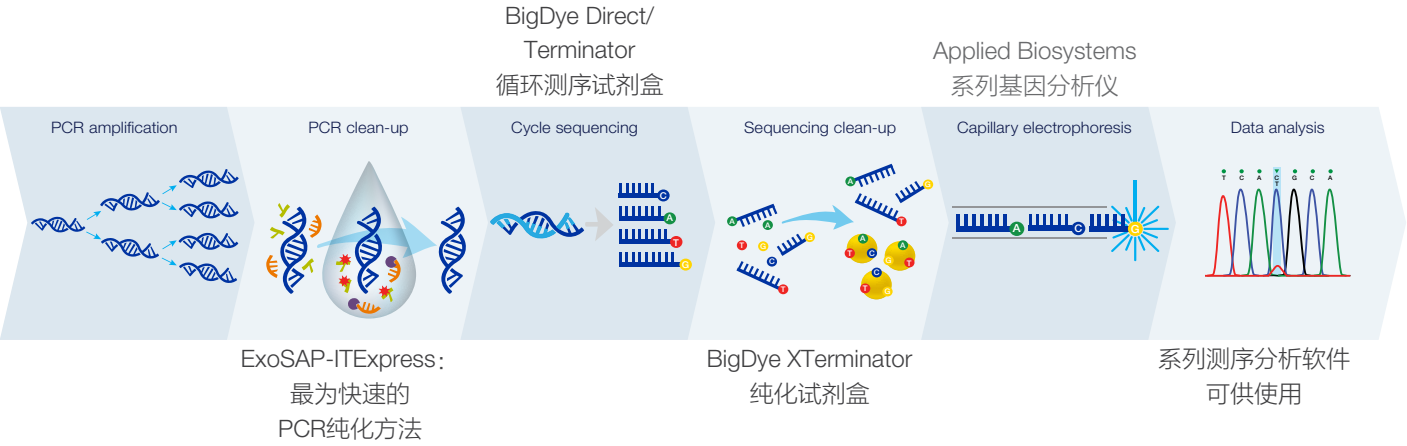 BigDye Direct/
Terminator
循环测序试剂盒
Applied Biosystems
系列基因分析仪
PCR amplification
PCR clean-up
Cycle sequencing
Sequencing clean-up
Capillary electrophoresis
Data analysis
T C A C G C A
T
C
A
T
G
A
A
A
T
G
G
C
T
A
G
T
A
T
C
A
G
T
C
T
G
A
C
G
ExoSAP-ITExpress:
最为快速的
PCR纯化方法
BigDye XTerminator
纯化试剂盒
系列测序分析软件
可供使用